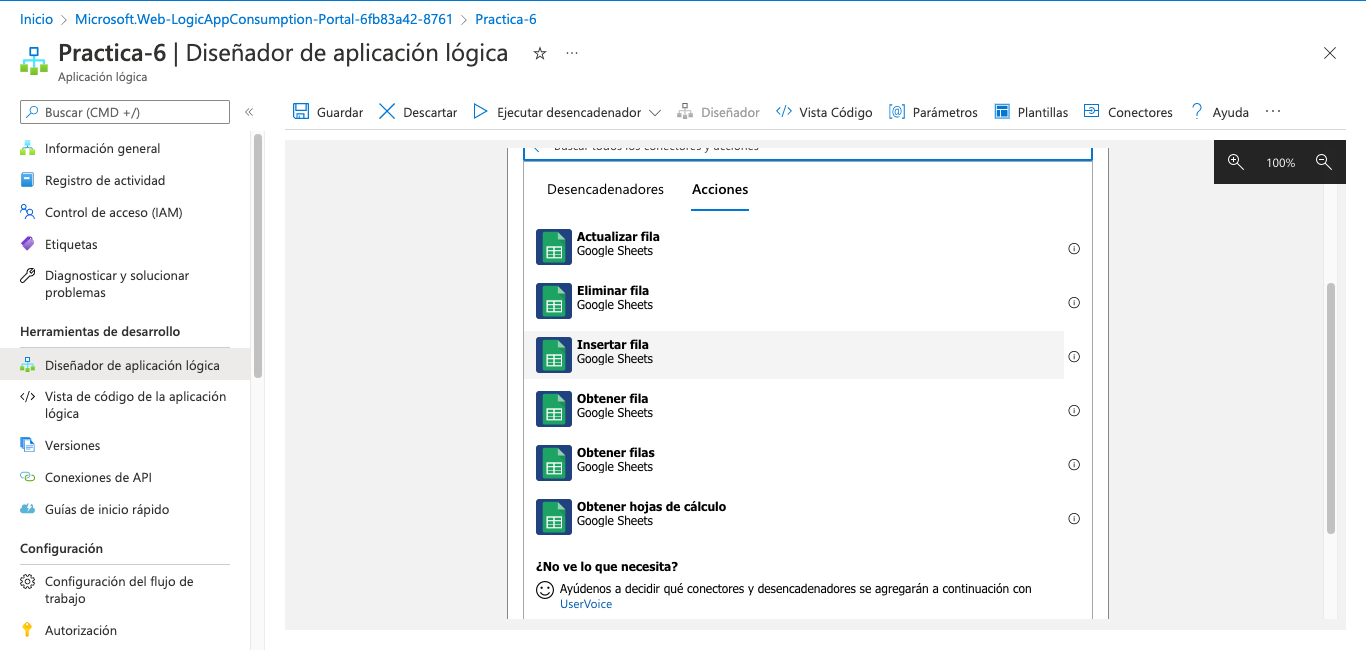 Inicio > Microsoft.Web-LogicAppConsumption-Portal-6fb83a42-8761 > Practica-6
Practica-6 | Diseñador de aplicación lógica
Aplicación lógica
Buscar (CMD +/)
Guardar Descartar Ejecutar desencadenador Diseñador Vista Código Parámetros Plantillas Conectores Ayuda
Información general
Registro de actividad
Control de acceso (IAM)
Etiquetas
Diagnosticar y solucionar
problemas
Herramientas de desarrollo
Diseñador de aplicación lógica
Vista de código de la aplicación
lógica
Versiones
Conexiones de API
Guías de inicio rápido
Configuración
Configuración del flujo de
trabajo
Autorización
Buscar todos los conectores y acciones
100%
Desencadenadores Acciones
Actualizar fila
Google Sheets
Eliminar fila
Google Sheets
Insertar fila
Google Sheets
Obtener fila
Google Sheets
Obtener filas
Google Sheets
Obtener hojas de cálculo
Google Sheets
¿No ve lo que necesita?
Ayúdenos a decidir qué conectores y desencadenadores se agregarán a continuación con
UserVoice